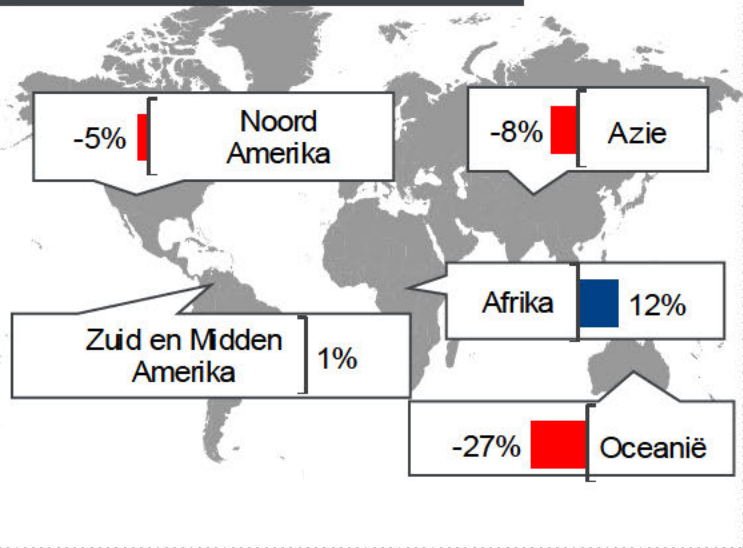 -5%
Noord
Amerika
-8%
Azie
Afrika
12%
Zuid en Midden
Amerika
1%
-27%
Oceanië